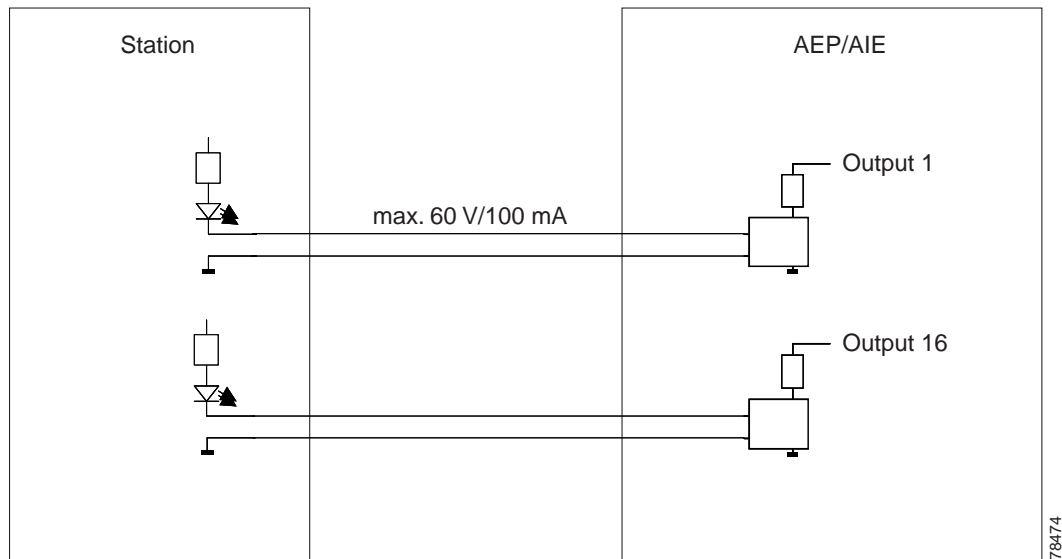 Station
AEP/AIE
Output 1
max. 60 V/100 mA
Output 16
78474